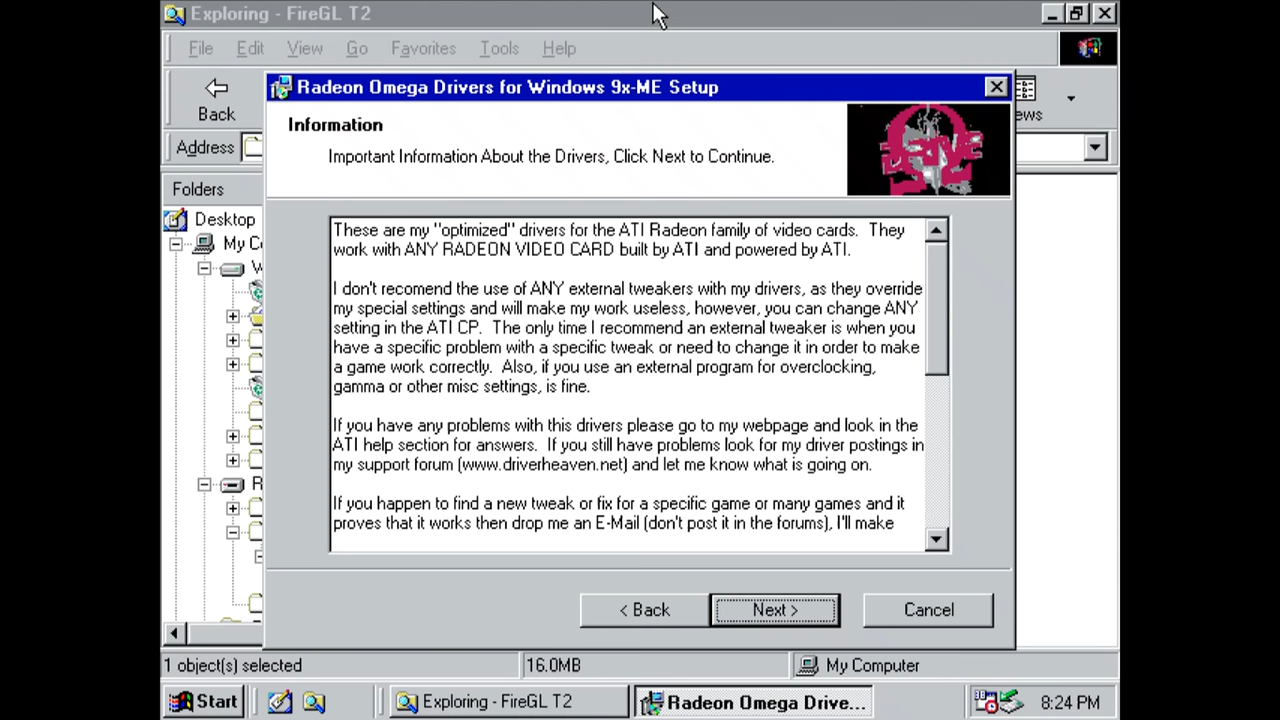 Exploring - FireGL T2
File Edit View Go Favorites Tools Help
Radeon Omega Drivers for Windows 9x-ME Setup
Back
Information
Important Information About the Drivers, Click Next to Continue.
Address
Folders
Desktop
My C
These are my "optimized" drivers for the ATI Radeon family of video cards. They
work with ANY RADEON VIDEO CARD built by ATI and powered by ATI.
I don't recomend the use of ANY external tweakers with my drivers, as they override
my special settings and will make my work useless, however, you can change ANY
setting in the ATI CP. The only time I recommend an external tweaker is when you
have a specific problem with a specific tweak or need to change it in order to make
a game work correctly. Also, if you use an external program for overclocking,
gamma or other misc settings, is fine.
If you have any problems with this drivers please go to my webpage and look in the
ATI help section for answers. If you still have problems look for my driver postings in
my support forum (www.driverheaven.net) and let me know what is going on.
If you happen to find a new tweak or fix for a specific game or many games and it
proves that it works then drop me an E-Mail (don't post it in the forums), I'll make
< Back Next > Cancel
1 object(s) selected 16.0MB My Computer
Start Exploring - FireGL T2 Radeon Omega Drive... 8:24 PM